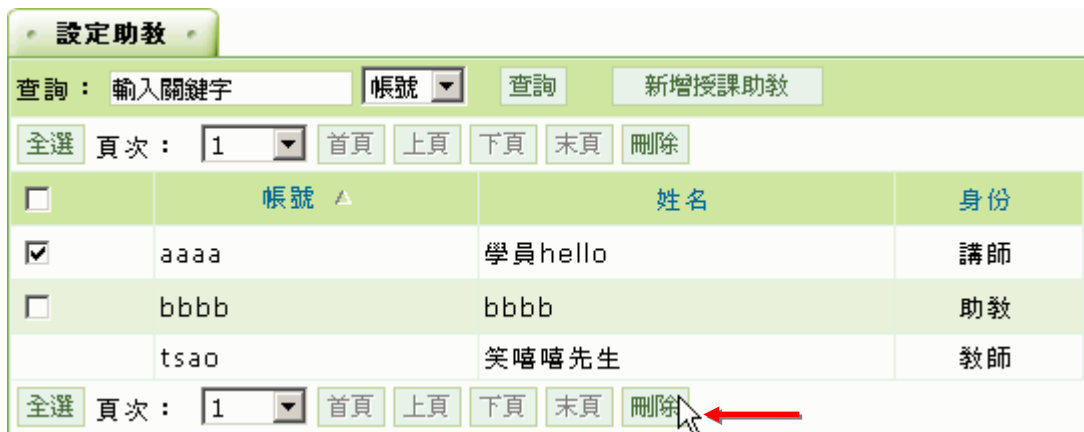 設定助教
查詢： 輸入關鍵字 帳號 查詢 新增授課助教
全選 頁次： 1 首頁 上頁 下頁 末頁 刪除
帳號 姓名 身份
aaaa 學員hello 講師
bbbb bbbb 助教
tsao 笑嘻嘻先生 教師
全選 頁次： 1 首頁 上頁 下頁 末頁 刪除